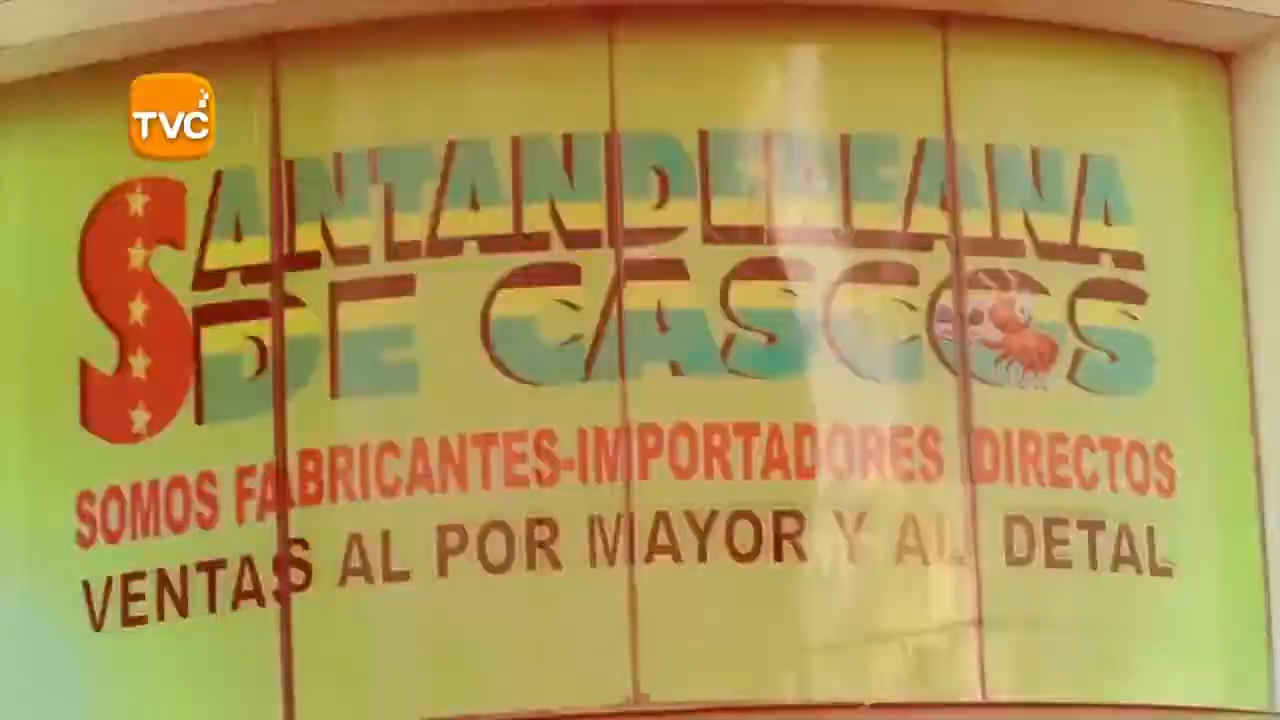 TVC
SANTANDEREANA
DE CASCOS
SOMOS FABRICANTES-IMPORTADORES DIRECTOS
VENTAS AL POR MAYOR Y AL DETAL